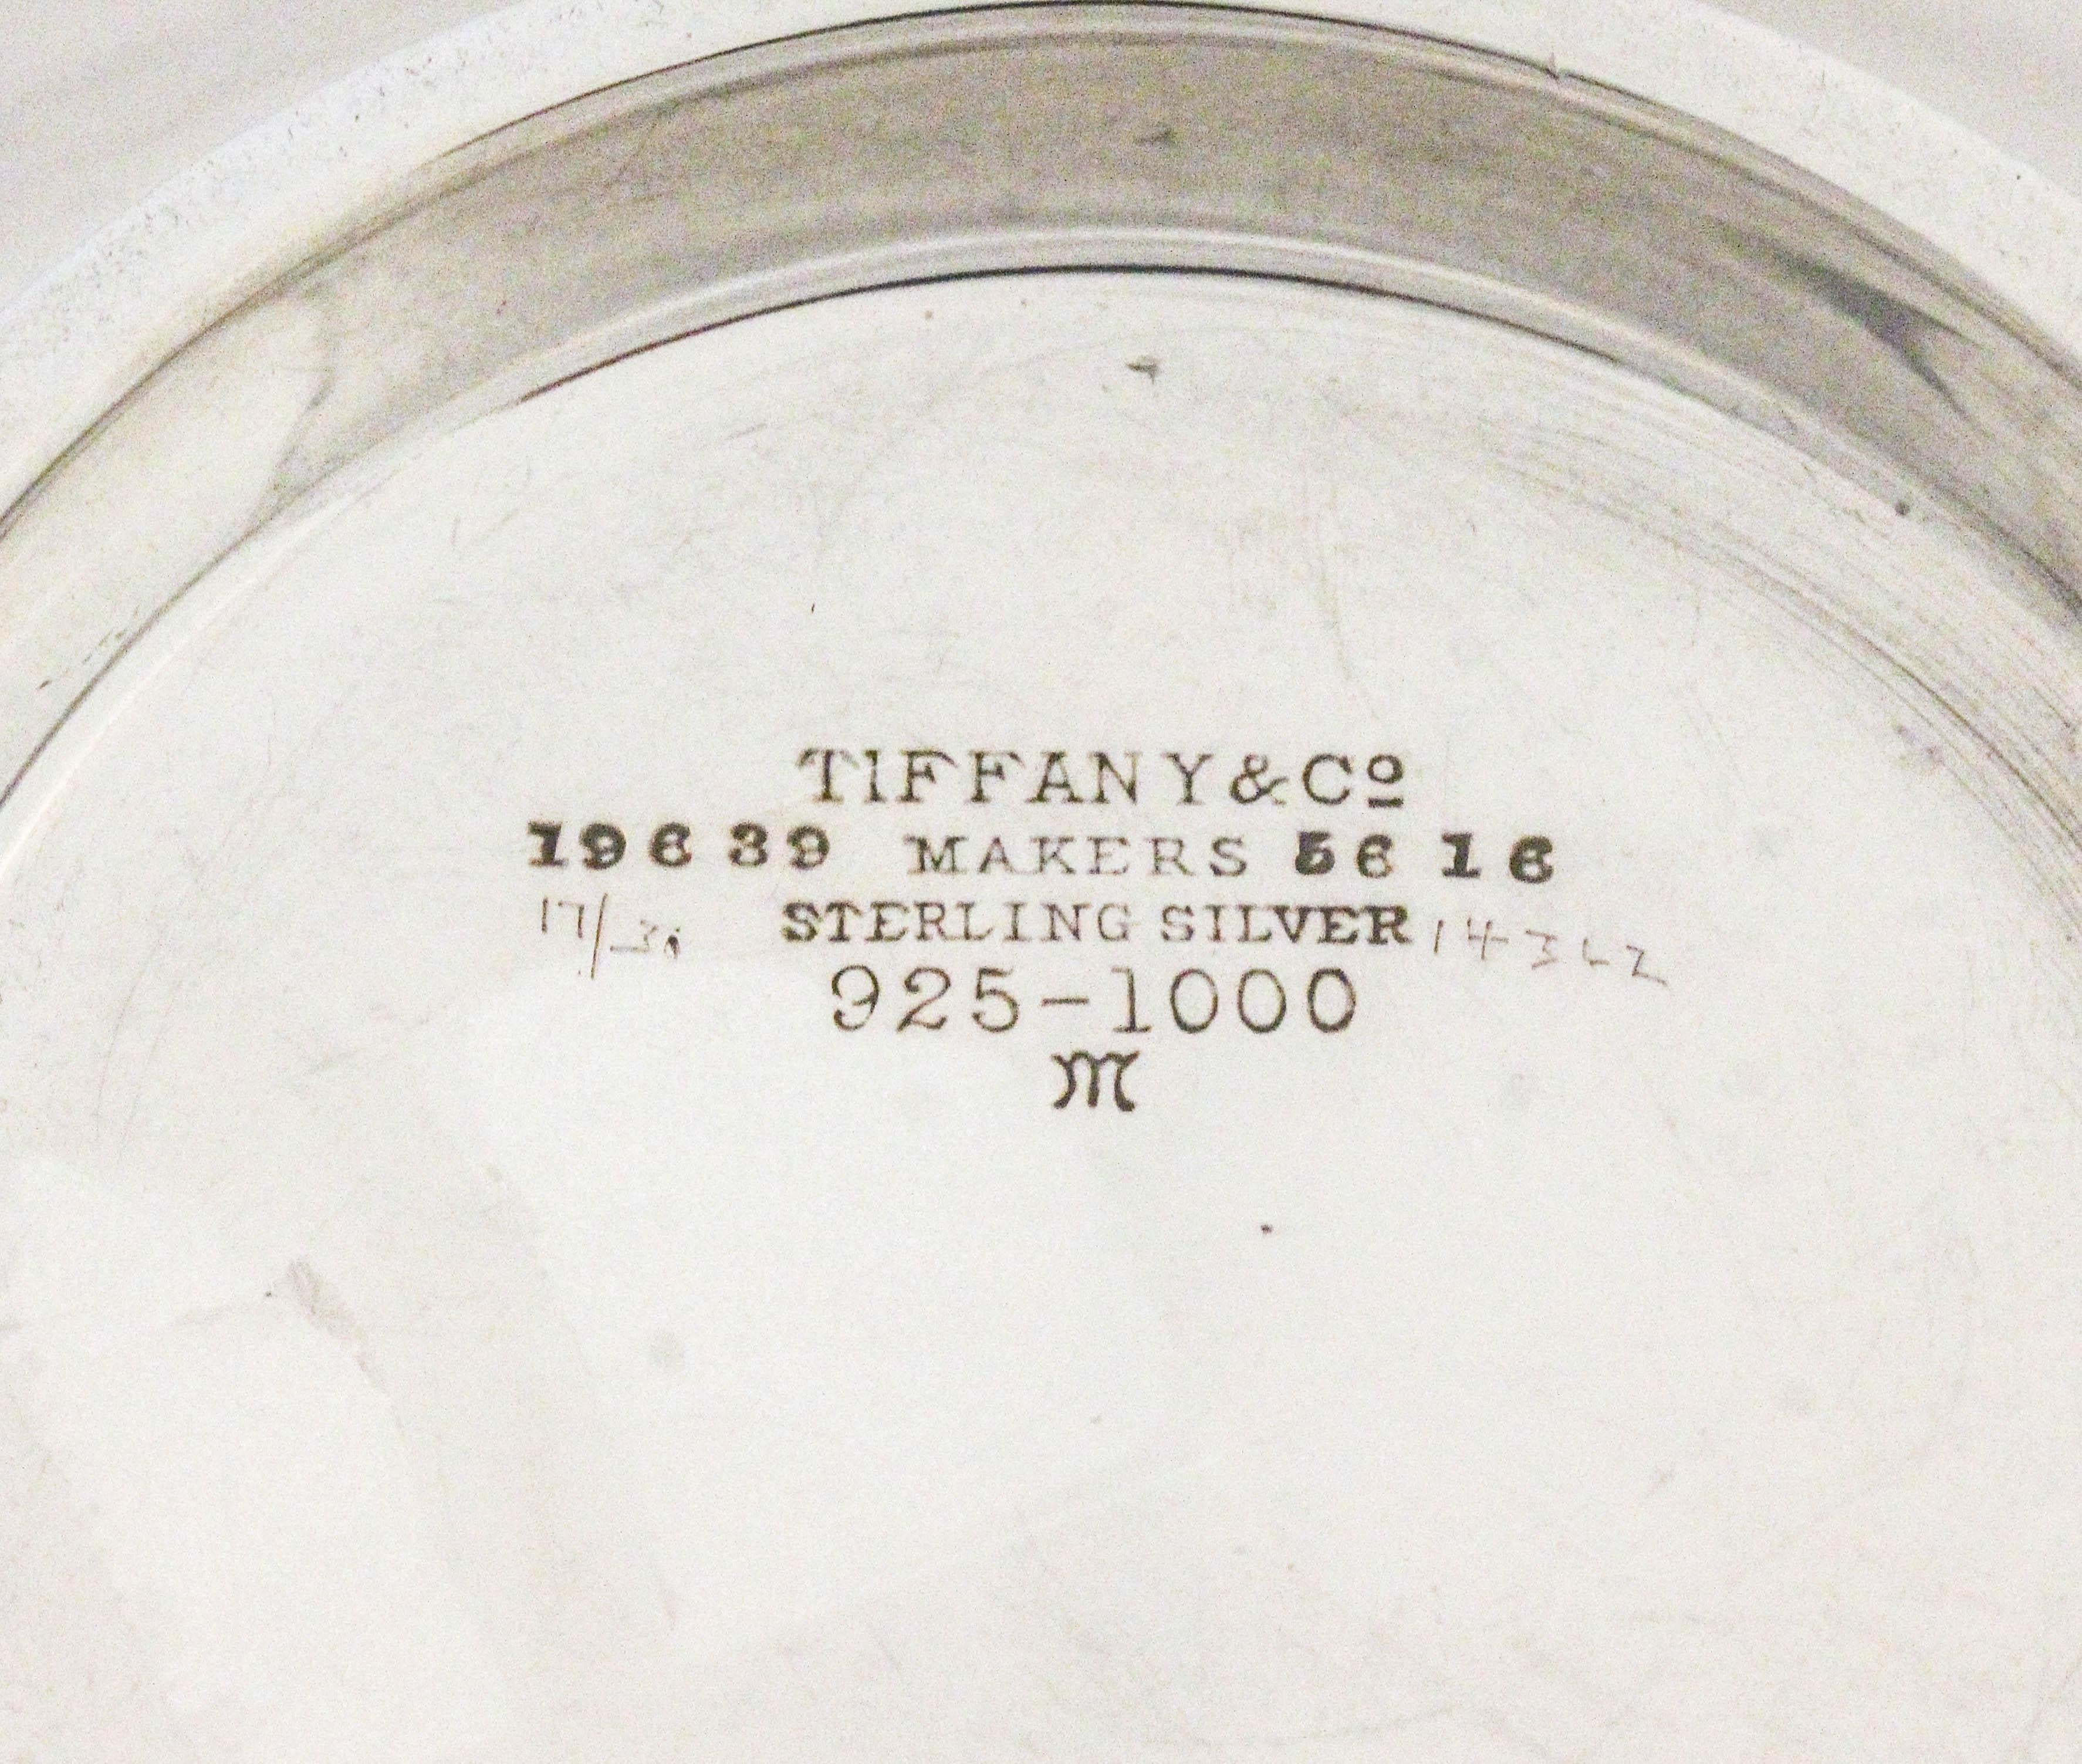 TIFFANY & Cº
19639 MAKERS 5616
STERLING SILVER
925-1000
M